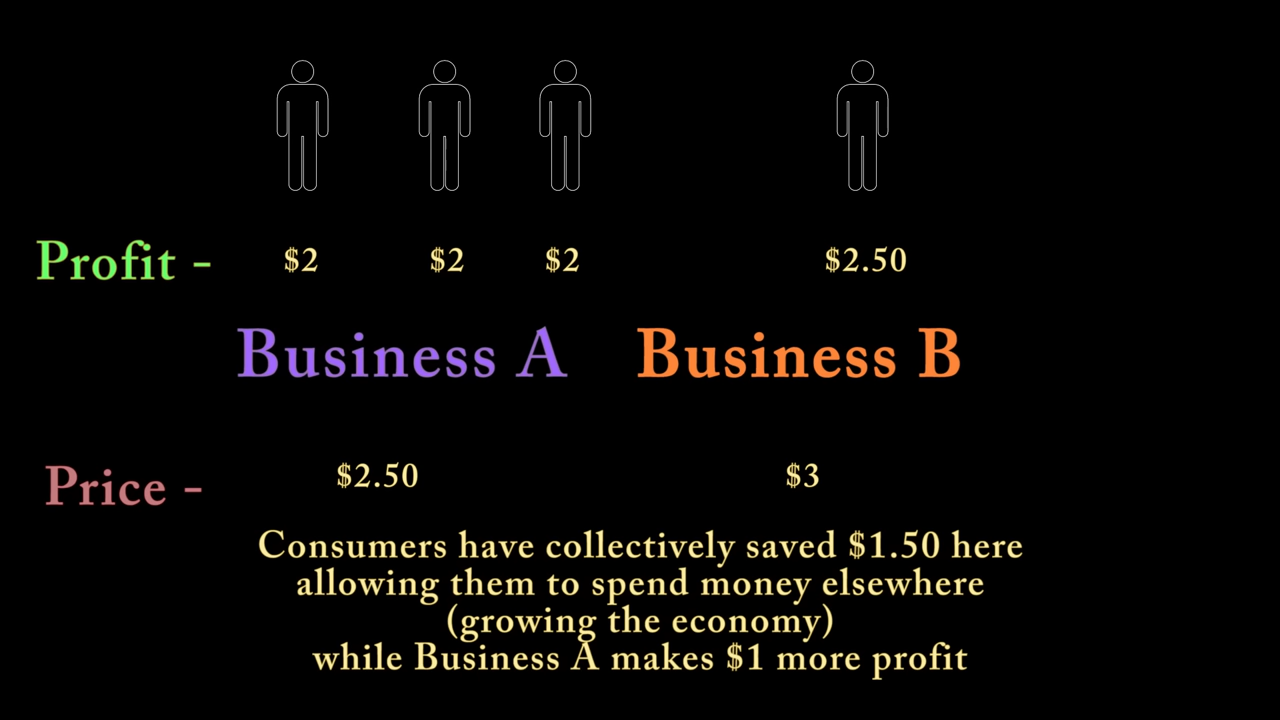 Profit - $2 $2 $2 $2.50
Business A Business B
Price - $2.50 $3
Consumers have collectively saved $1.50 here
allowing them to spend money elsewhere
(growing the economy)
while Business A makes $1 more profit